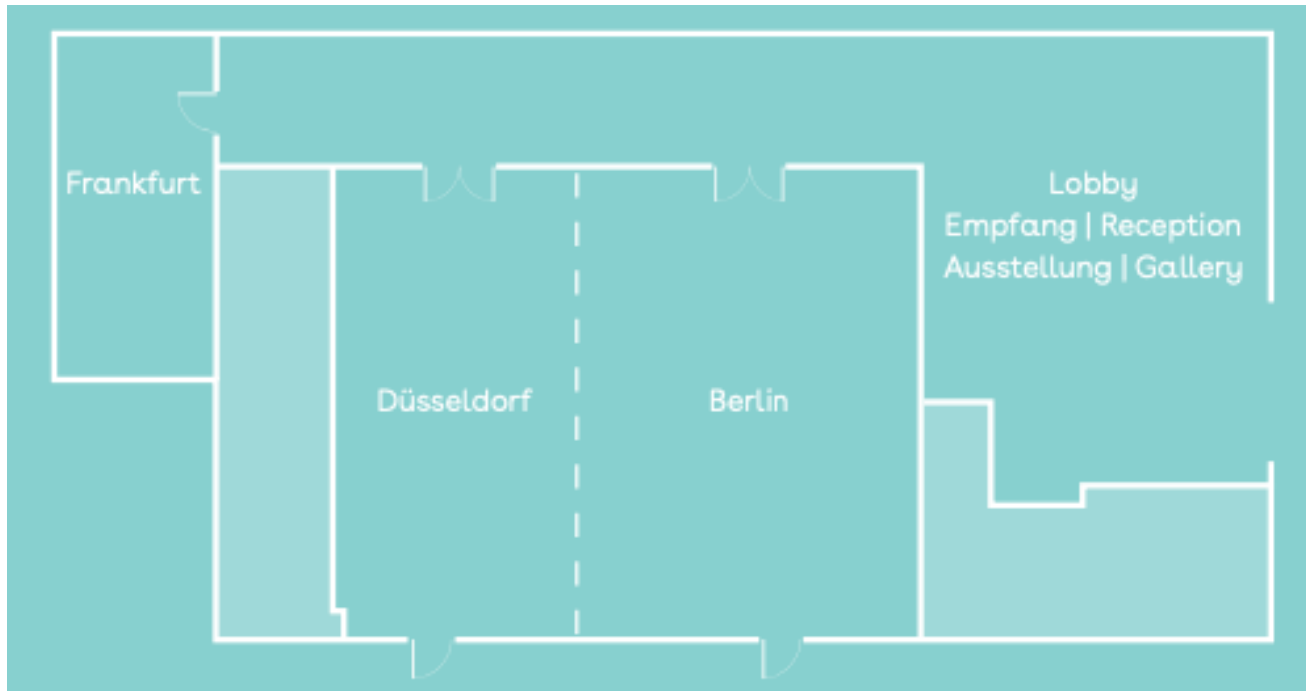 Frankfurt
Lobby
Empfang | Reception
Ausstellung | Gallery
Düsseldorf
Berlin